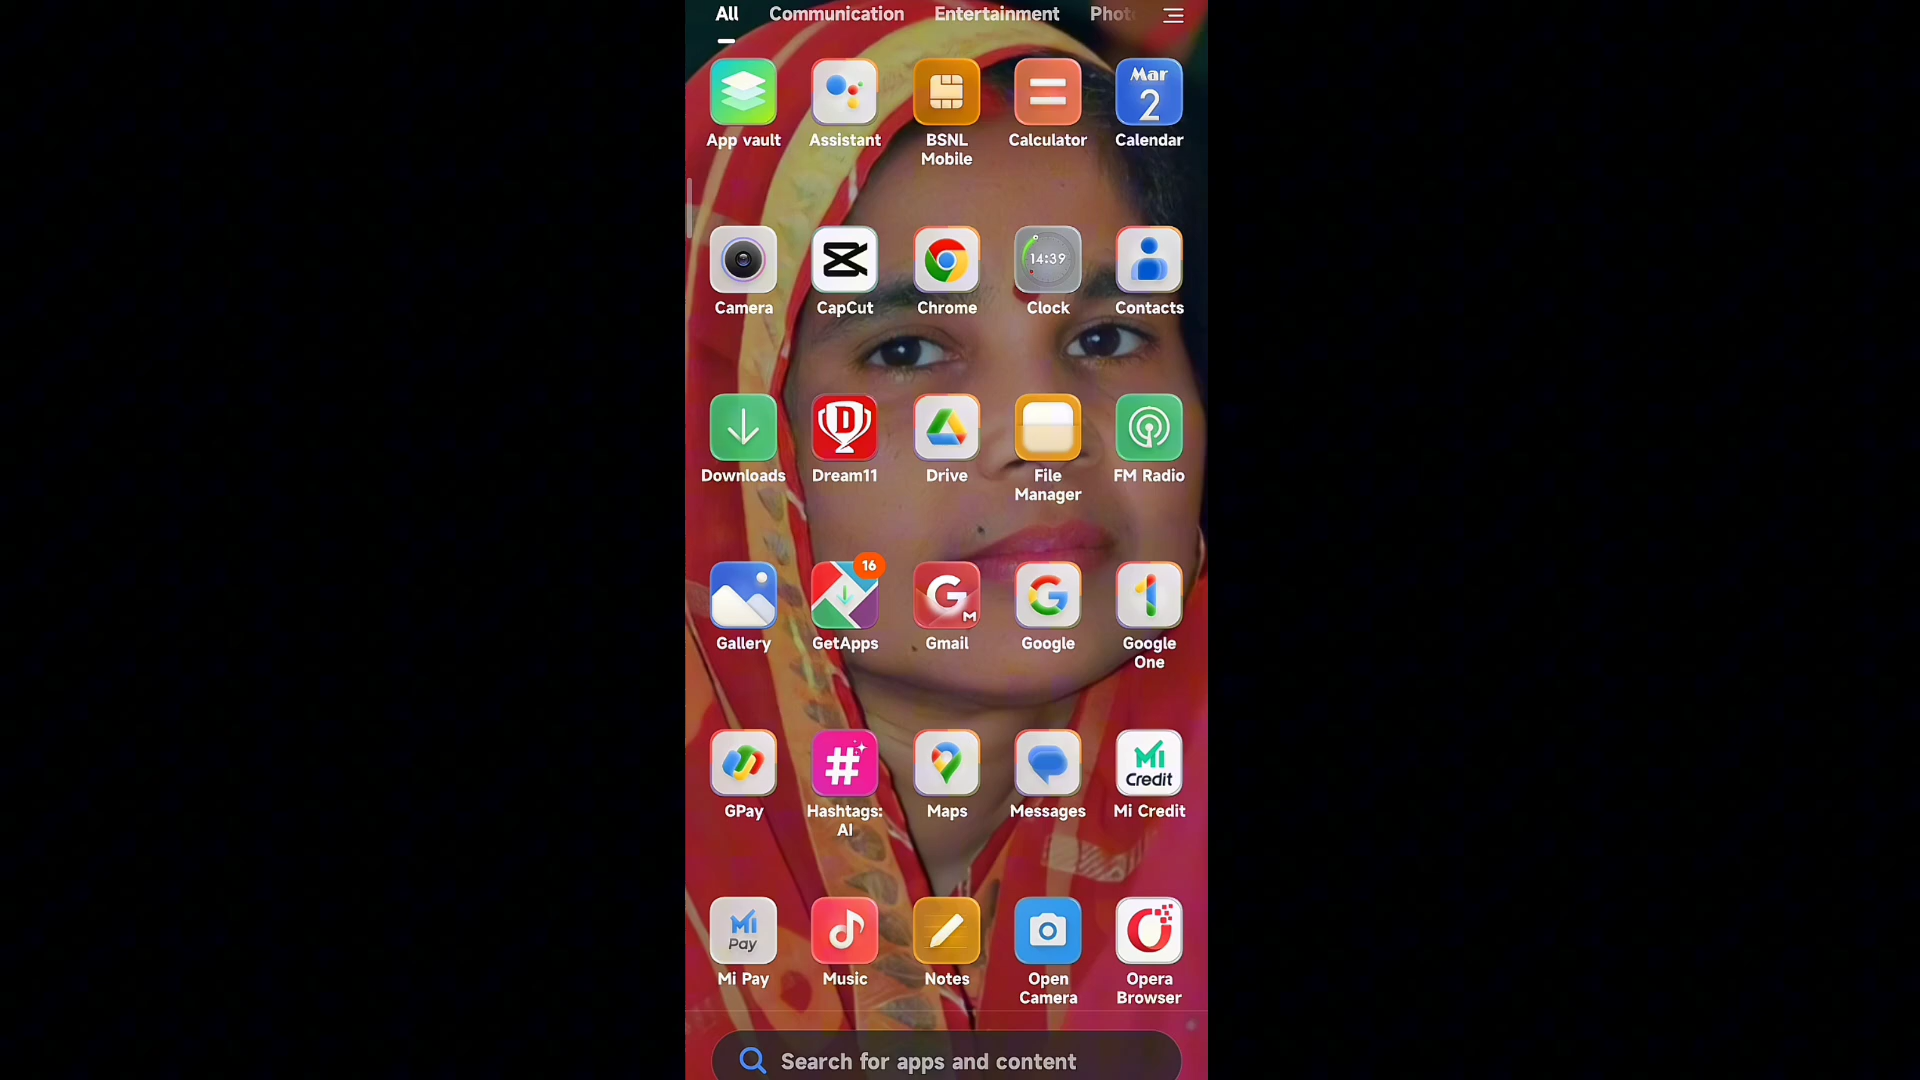 All Communication Entertainment Phot
Mar
2
App vault Assistant BSNL Mobile Calculator Calendar
14:39
Camera CapCut Chrome Clock Contacts
D
Downloads Dream11 Drive File Manager FM Radio
16
G M G 1
Gallery GetApps Gmail Google Google One
# Mi Credit
GPay Hashtags: AI Maps Messages Mi Credit
Mi Pay
Mi Pay Music Notes Open Camera Opera Browser
Search for apps and content